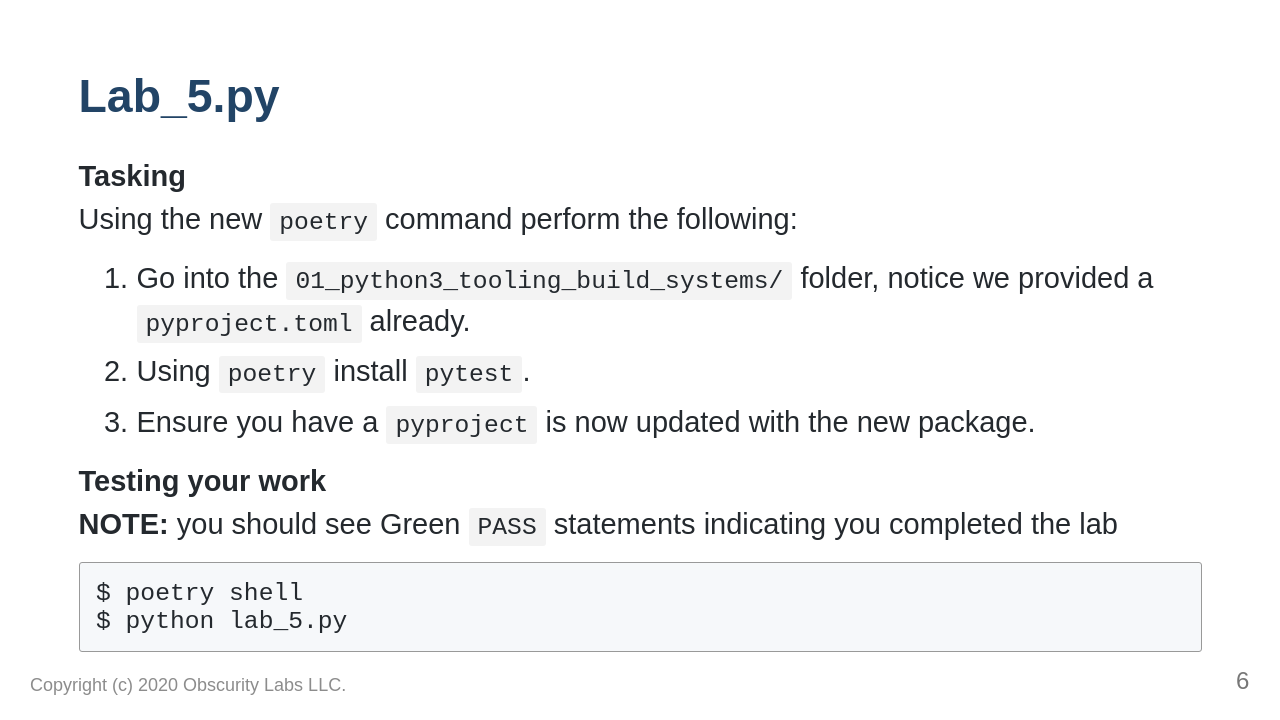 Lab_5.py
Tasking
Using the new poetry command perform the following:
1. Go into the 01_python3_tooling_build_systems/ folder, notice we provided a
pyproject.toml already.
2. Using poetry install pytest.
3. Ensure you have a pyproject is now updated with the new package.
Testing your work
NOTE: you should see Green PASS statements indicating you completed the lab
$ poetry shell
$ python lab_5.py
Copyright (c) 2020 Obscurity Labs LLC.
6